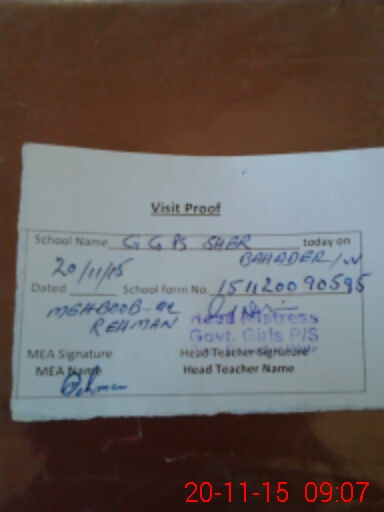 Visit Proof
School Name GGPS SHER today on
BAHADER/W
20/11/15
Dated School form No. 151120090595
MEHBOOB-ur
REHMAN
Head Mistress
Govt. Girls P/S
MEA Signature Head Teacher Signature
MEA Name Head Teacher Name
Rehman
20-11-15 09:07